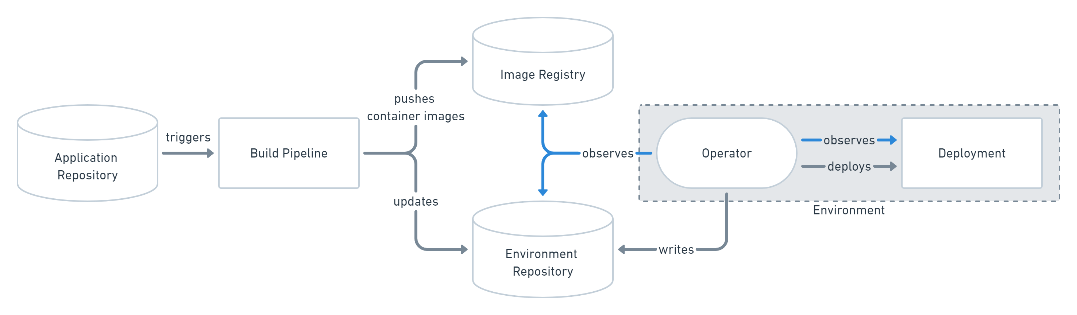 Application
Repository
triggers
Build Pipeline
pushes
container images
updates
Image Registry
Environment
Repository
observes
writes
Operator
observes
deploys
Deployment
Environment